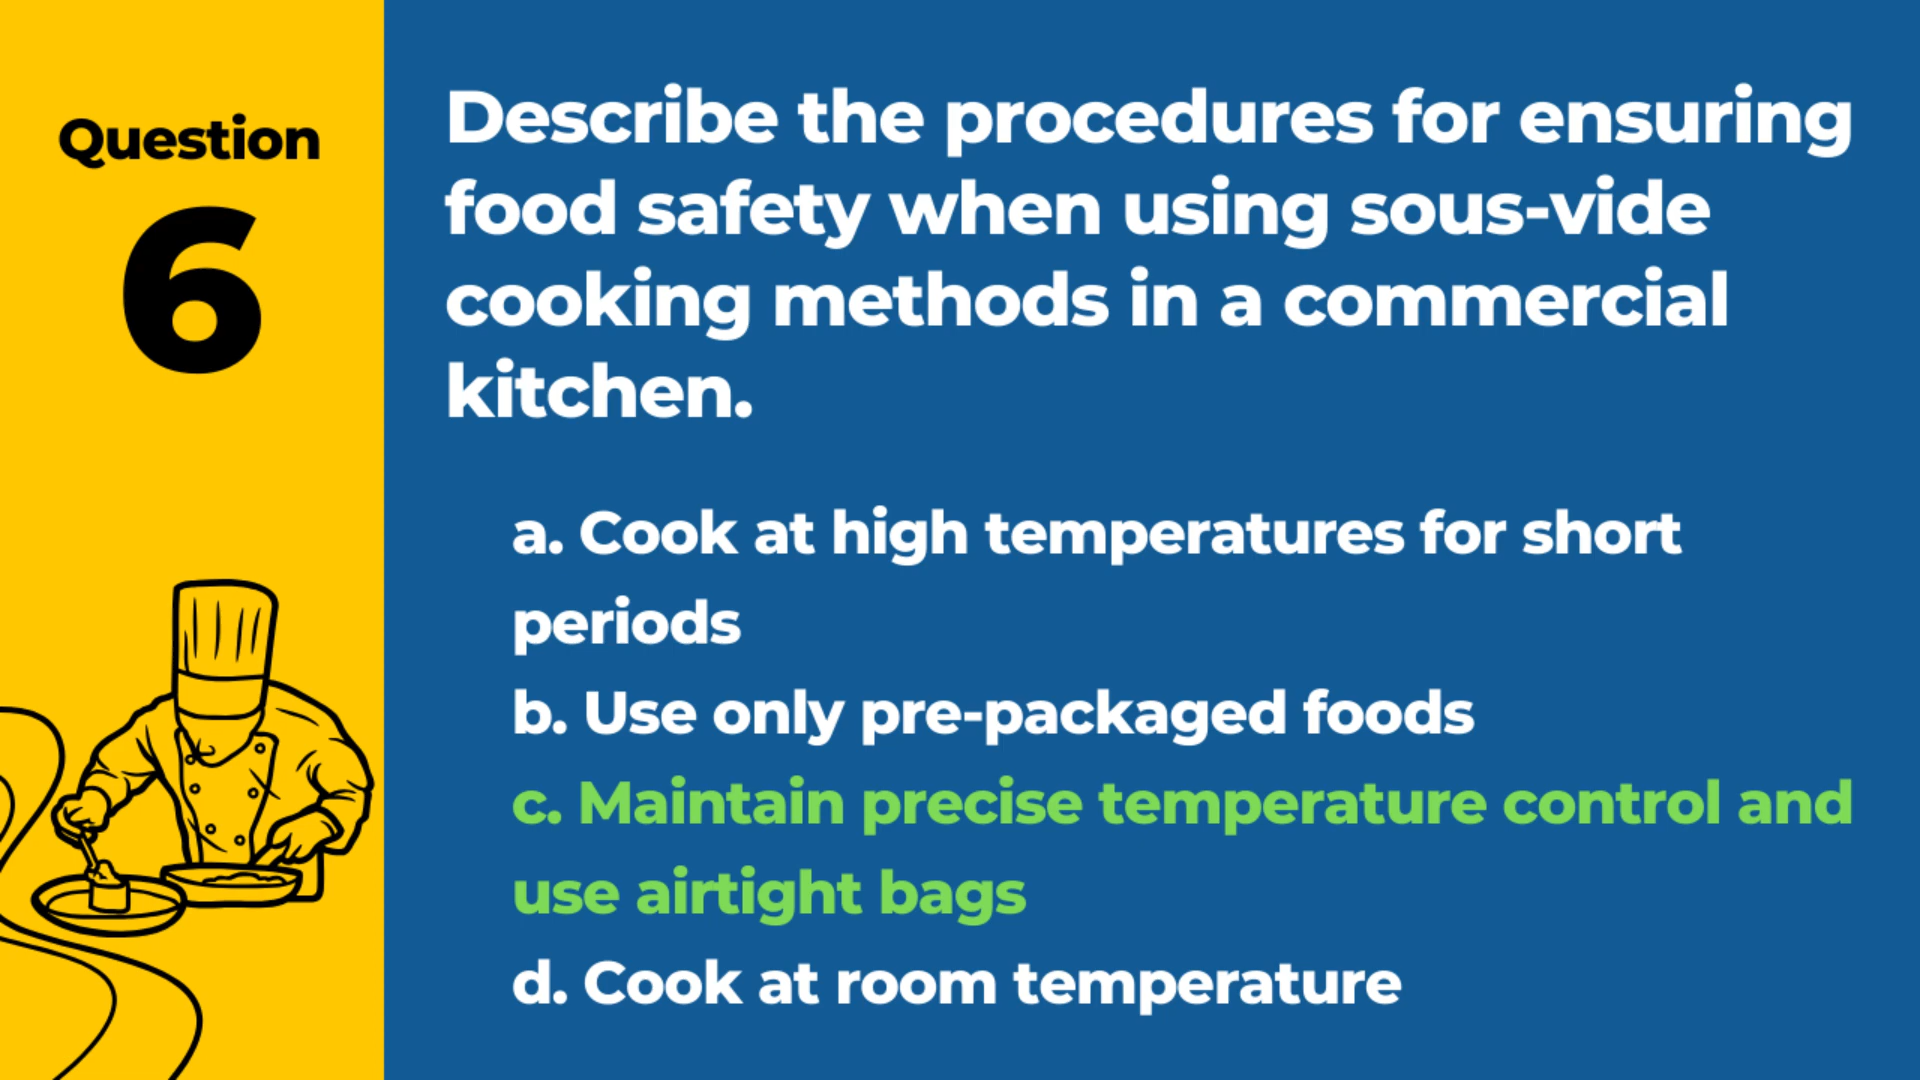 Question
6
Describe the procedures for ensuring
food safety when using sous-vide
cooking methods in a commercial
kitchen.
a. Cook at high temperatures for short
periods
b. Use only pre-packaged foods
c. Maintain precise temperature control and
use airtight bags
d. Cook at room temperature